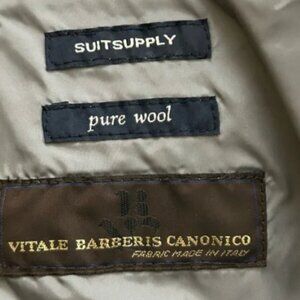 SUITSUPPLY
pure wool
VITALE BARBERIS CANONICO
FABRIC MADE IN ITALY